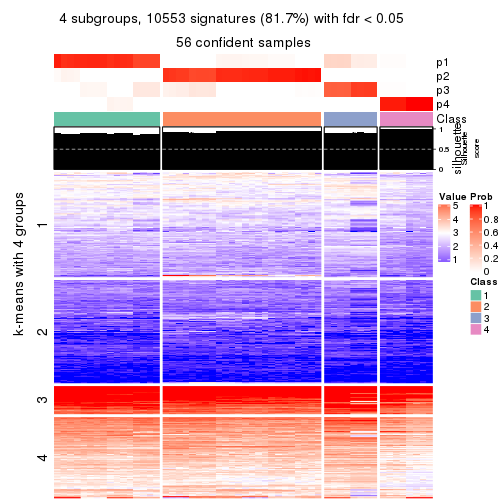 4 subgroups, 10553 signatures (81.7%) with fdr < 0.05
56 confident samples
p1
p2
p3
p4
Class
1
0.5
0
silhouette
Silhouette
score
k-means with 4 groups
1
2
3
4
Value
5
4
3
2
1
Prob
1
0.8
0.6
0.4
0.2
0
Class
1
2
3
4